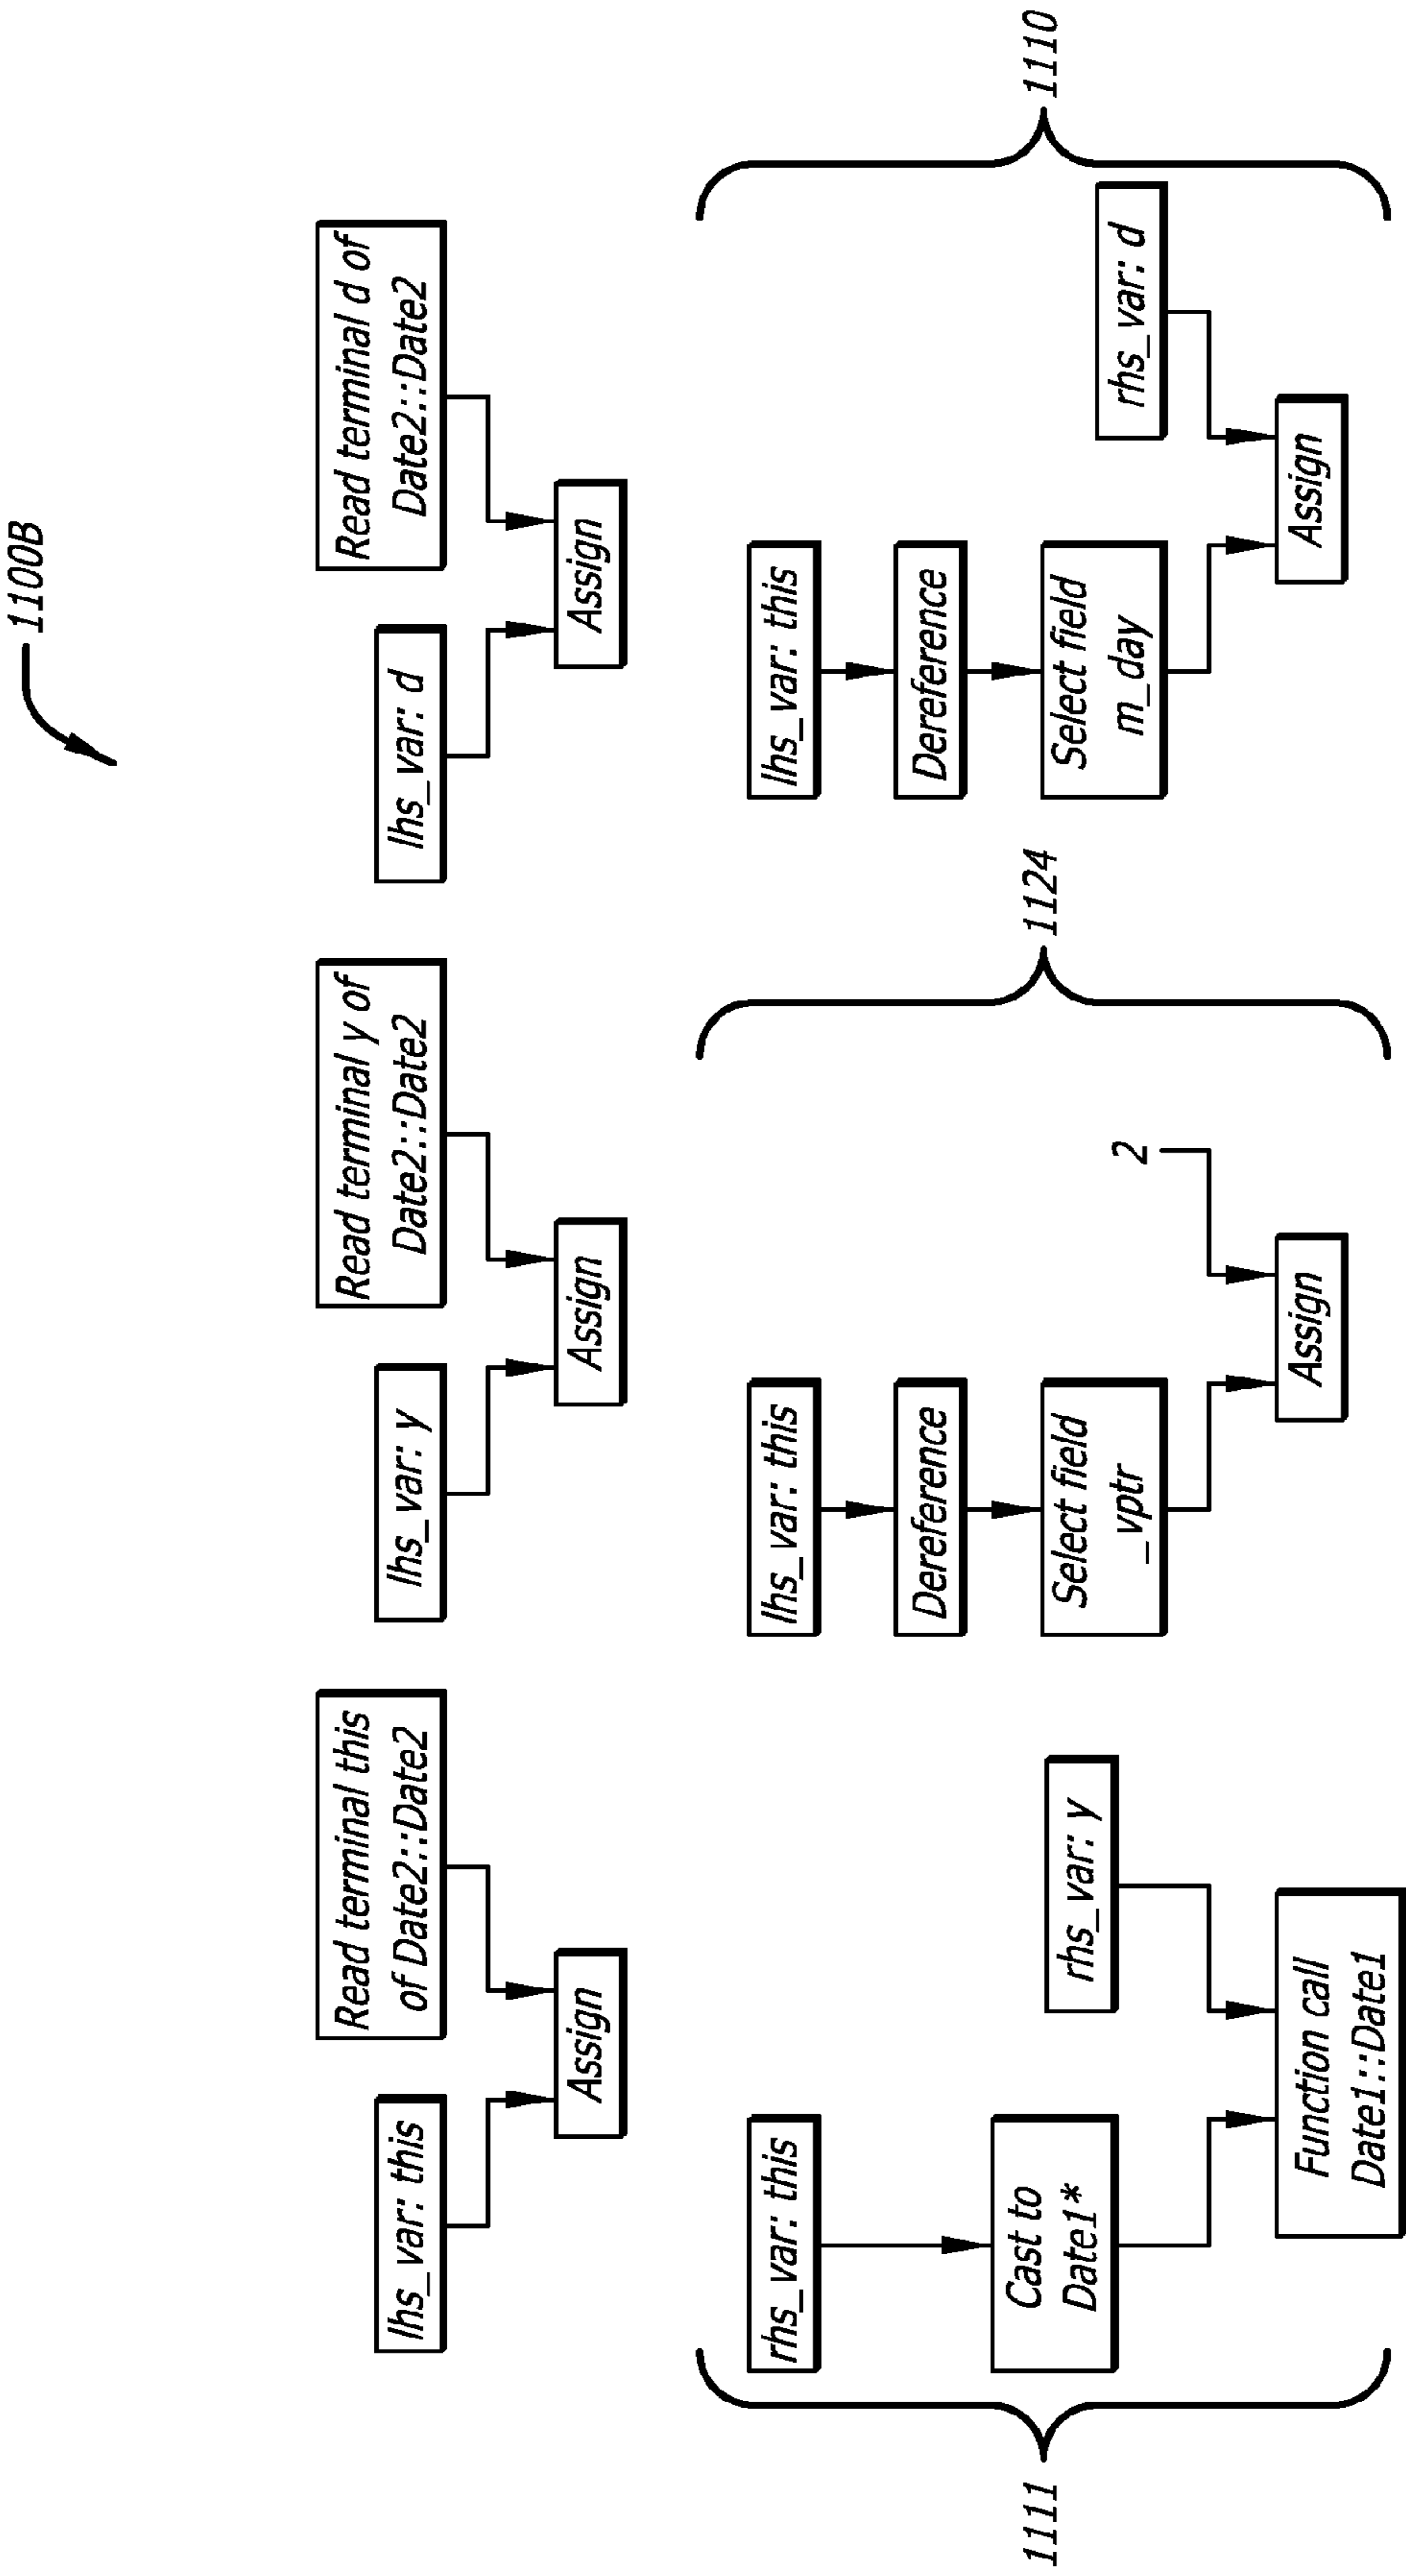 1100B
Read terminal this
of Date2::Date2
lhs_var: this
Assign
Read terminal y of
Date2::Date2
lhs_var: y
Assign
Read terminal d of
Date2::Date2
lhs_var: d
Assign
1111
rhs_var: this
Cast to
Date1*
rhs_var: y
Function call
Date1::Date1
lhs_var: this
Dereference
Select field
_vptr
2
Assign
1124
lhs_var: this
Dereference
Select field
m_day
rhs_var: d
Assign
1110